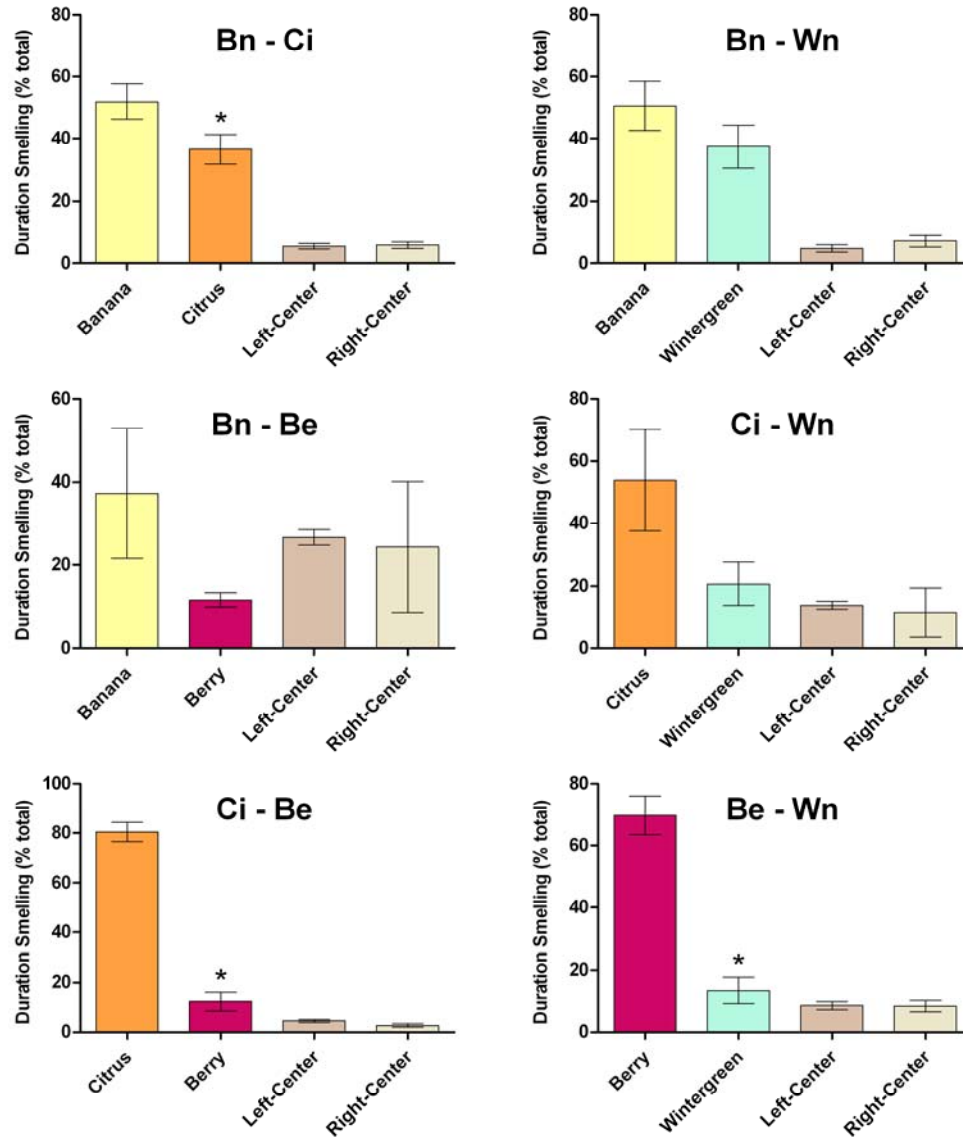 Bn - Ci
Duration Smelling (% total)
80
60
40
20
0
*
Banana
Citrus
Left-Center
Right-Center
Bn - Wn
Duration Smelling (% total)
80
60
40
20
0
Banana
Wintergreen
Left-Center
Right-Center
Bn - Be
Duration Smelling (% total)
60
40
20
0
Banana
Berry
Left-Center
Right-Center
Ci - Wn
Duration Smelling (% total)
80
60
40
20
0
Citrus
Wintergreen
Left-Center
Right-Center
Ci - Be
Duration Smelling (% total)
100
80
60
40
20
0
*
Citrus
Berry
Left-Center
Right-Center
Be - Wn
Duration Smelling (% total)
80
60
40
20
0
*
Berry
Wintergreen
Left-Center
Right-Center